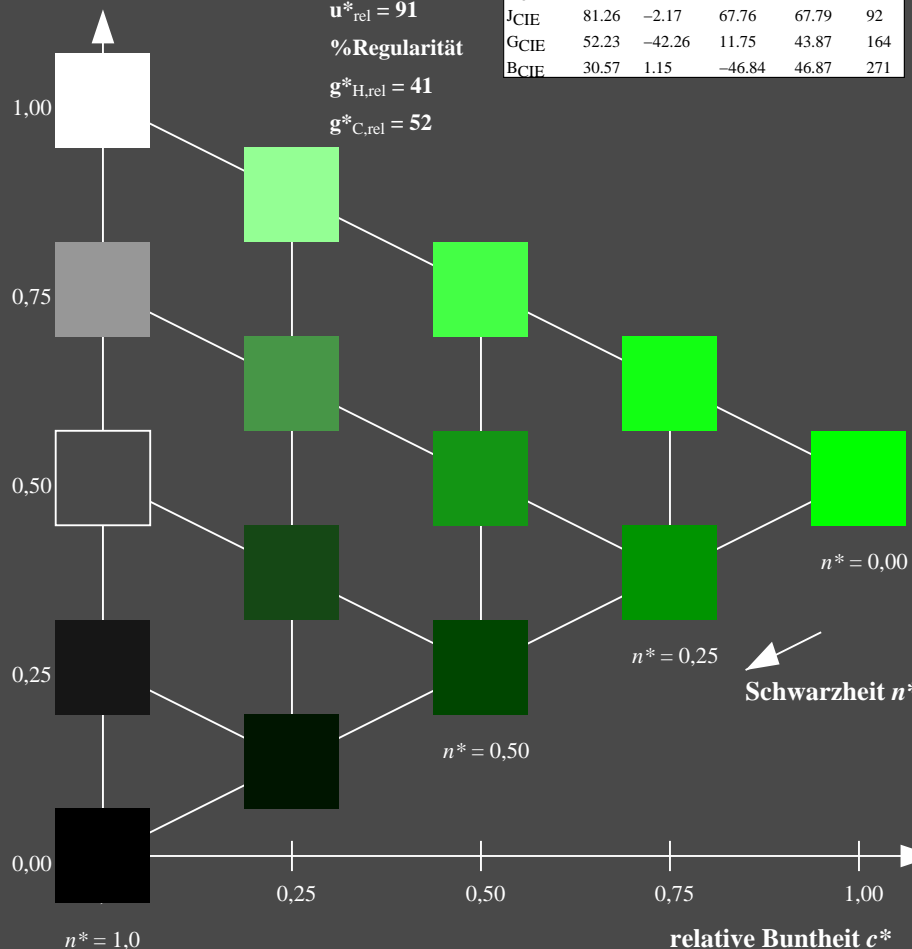 u*rel = 91
%Regularität
g*H,rel = 41
g*C,rel = 52
JCIE 81.26 −2.17 67.76 67.79 92
GCIE 52.23 −42.26 11.75 43.87 164
BCIE 30.57 1.15 −46.84 46.87 271
1,00
0,75
0,50
n* = 0,00
n* = 0,25
0,25
Schwarzheit n*
n* = 0,50
0,00
0,25 0,50 0,75 1,00
n* = 1,0
relative Buntheit c*